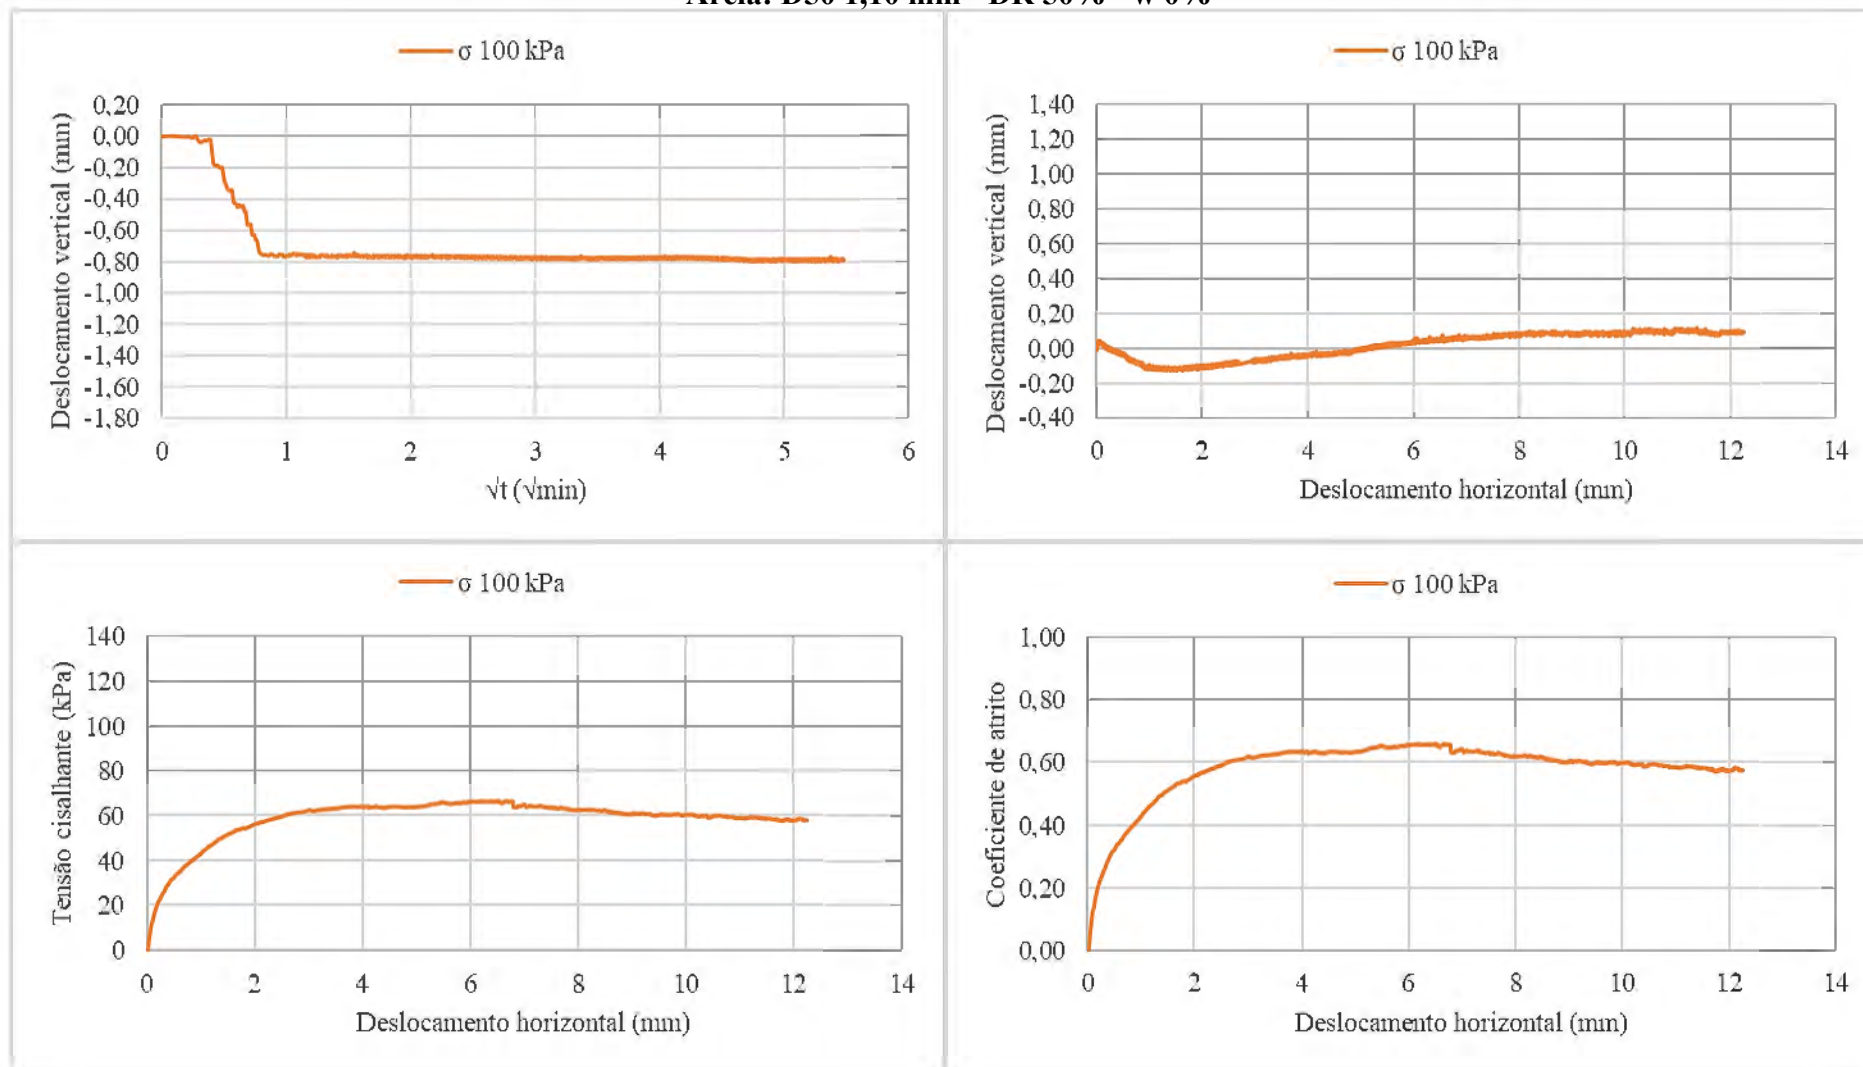 σ 100 kPa
0,20
0,00
-0,20
-0,40
-0,60
-0,80
-1,00
-1,20
-1,40
-1,60
-1,80
Deslocamento vertical (mm)
0 1 2 3 4 5 6
√t (√min)
σ 100 kPa
1,40
1,20
1,00
0,80
0,60
0,40
0,20
0,00
-0,20
-0,40
Deslocamento vertical (mm)
0 2 4 6 8 10 12 14
Deslocamento horizontal (mm)
σ 100 kPa
140
120
100
80
60
40
20
0
Tensão cisalhante (kPa)
0 2 4 6 8 10 12 14
Deslocamento horizontal (mm)
σ 100 kPa
1,00
0,80
0,60
0,40
0,20
0,00
Coeficiente de atrito
0 2 4 6 8 10 12 14
Deslocamento horizontal (mm)